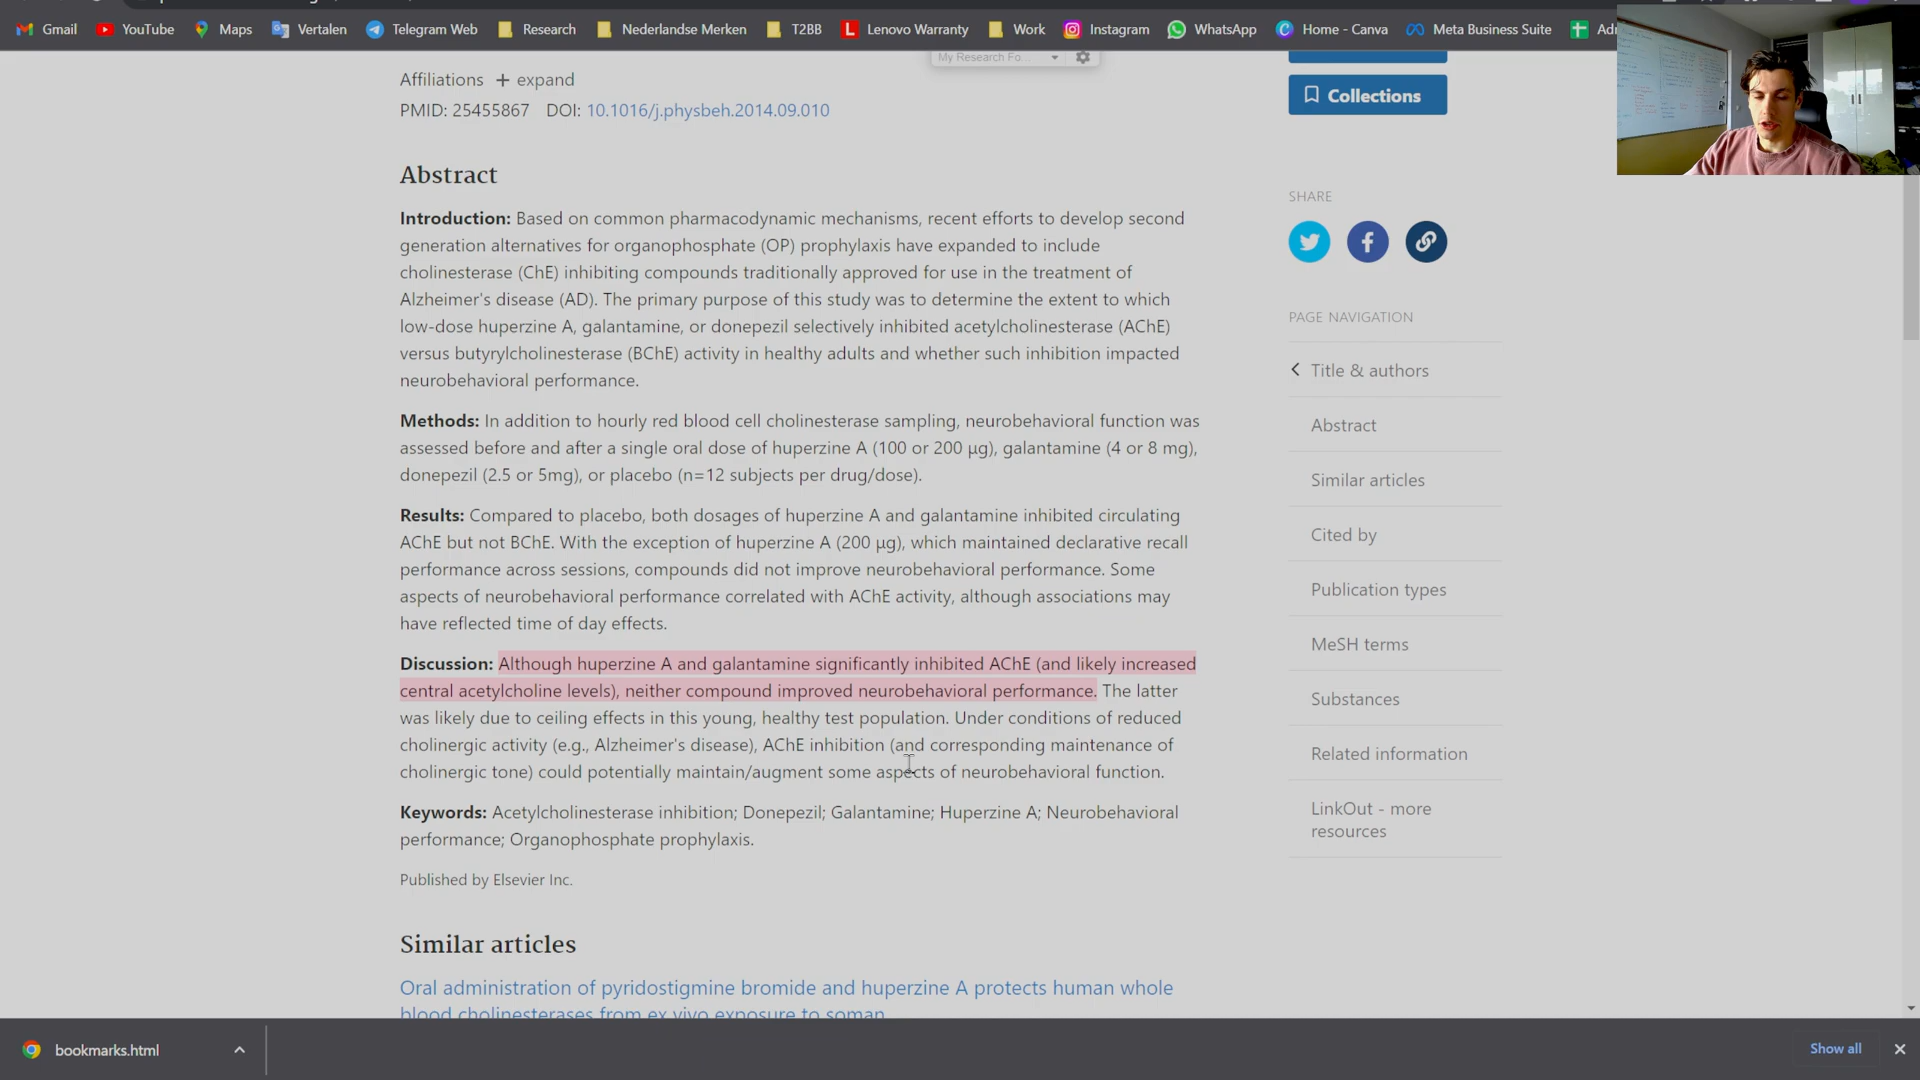 Gmail YouTube Maps Vertalen Telegram Web Research Nederlandse Merken T2BB Lenovo Warranty Work Instagram WhatsApp Home - Canva Meta Business Suite
My Research Fo...
Affiliations + expand
PMID: 25455867 DOI: 10.1016/j.physbeh.2014.09.010
Collections
Abstract
Introduction: Based on common pharmacodynamic mechanisms, recent efforts to develop second
generation alternatives for organophosphate (OP) prophylaxis have expanded to include
cholinesterase (ChE) inhibiting compounds traditionally approved for use in the treatment of
Alzheimer's disease (AD). The primary purpose of this study was to determine the extent to which
low-dose huperzine A, galantamine, or donepezil selectively inhibited acetylcholinesterase (AChE)
versus butyrylcholinesterase (BChE) activity in healthy adults and whether such inhibition impacted
neurobehavioral performance.
Methods: In addition to hourly red blood cell cholinesterase sampling, neurobehavioral function was
assessed before and after a single oral dose of huperzine A (100 or 200 μg), galantamine (4 or 8 mg),
donepezil (2.5 or 5mg), or placebo (n=12 subjects per drug/dose).
Results: Compared to placebo, both dosages of huperzine A and galantamine inhibited circulating
AChE but not BChE. With the exception of huperzine A (200 μg), which maintained declarative recall
performance across sessions, compounds did not improve neurobehavioral performance. Some
aspects of neurobehavioral performance correlated with AChE activity, although associations may
have reflected time of day effects.
Discussion: Although huperzine A and galantamine significantly inhibited AChE (and likely increased
central acetylcholine levels), neither compound improved neurobehavioral performance. The latter
was likely due to ceiling effects in this young, healthy test population. Under conditions of reduced
cholinergic activity (e.g., Alzheimer's disease), AChE inhibition (and corresponding maintenance of
cholinergic tone) could potentially maintain/augment some aspects of neurobehavioral function.
Keywords: Acetylcholinesterase inhibition; Donepezil; Galantamine; Huperzine A; Neurobehavioral
performance; Organophosphate prophylaxis.
Published by Elsevier Inc.
Similar articles
Oral administration of pyridostigmine bromide and huperzine A protects human whole
blood cholinesterases from ex vivo exposure to soman
SHARE
PAGE NAVIGATION
Title & authors
Abstract
Similar articles
Cited by
Publication types
MeSH terms
Substances
Related information
LinkOut - more
resources
bookmarks.html
Show all